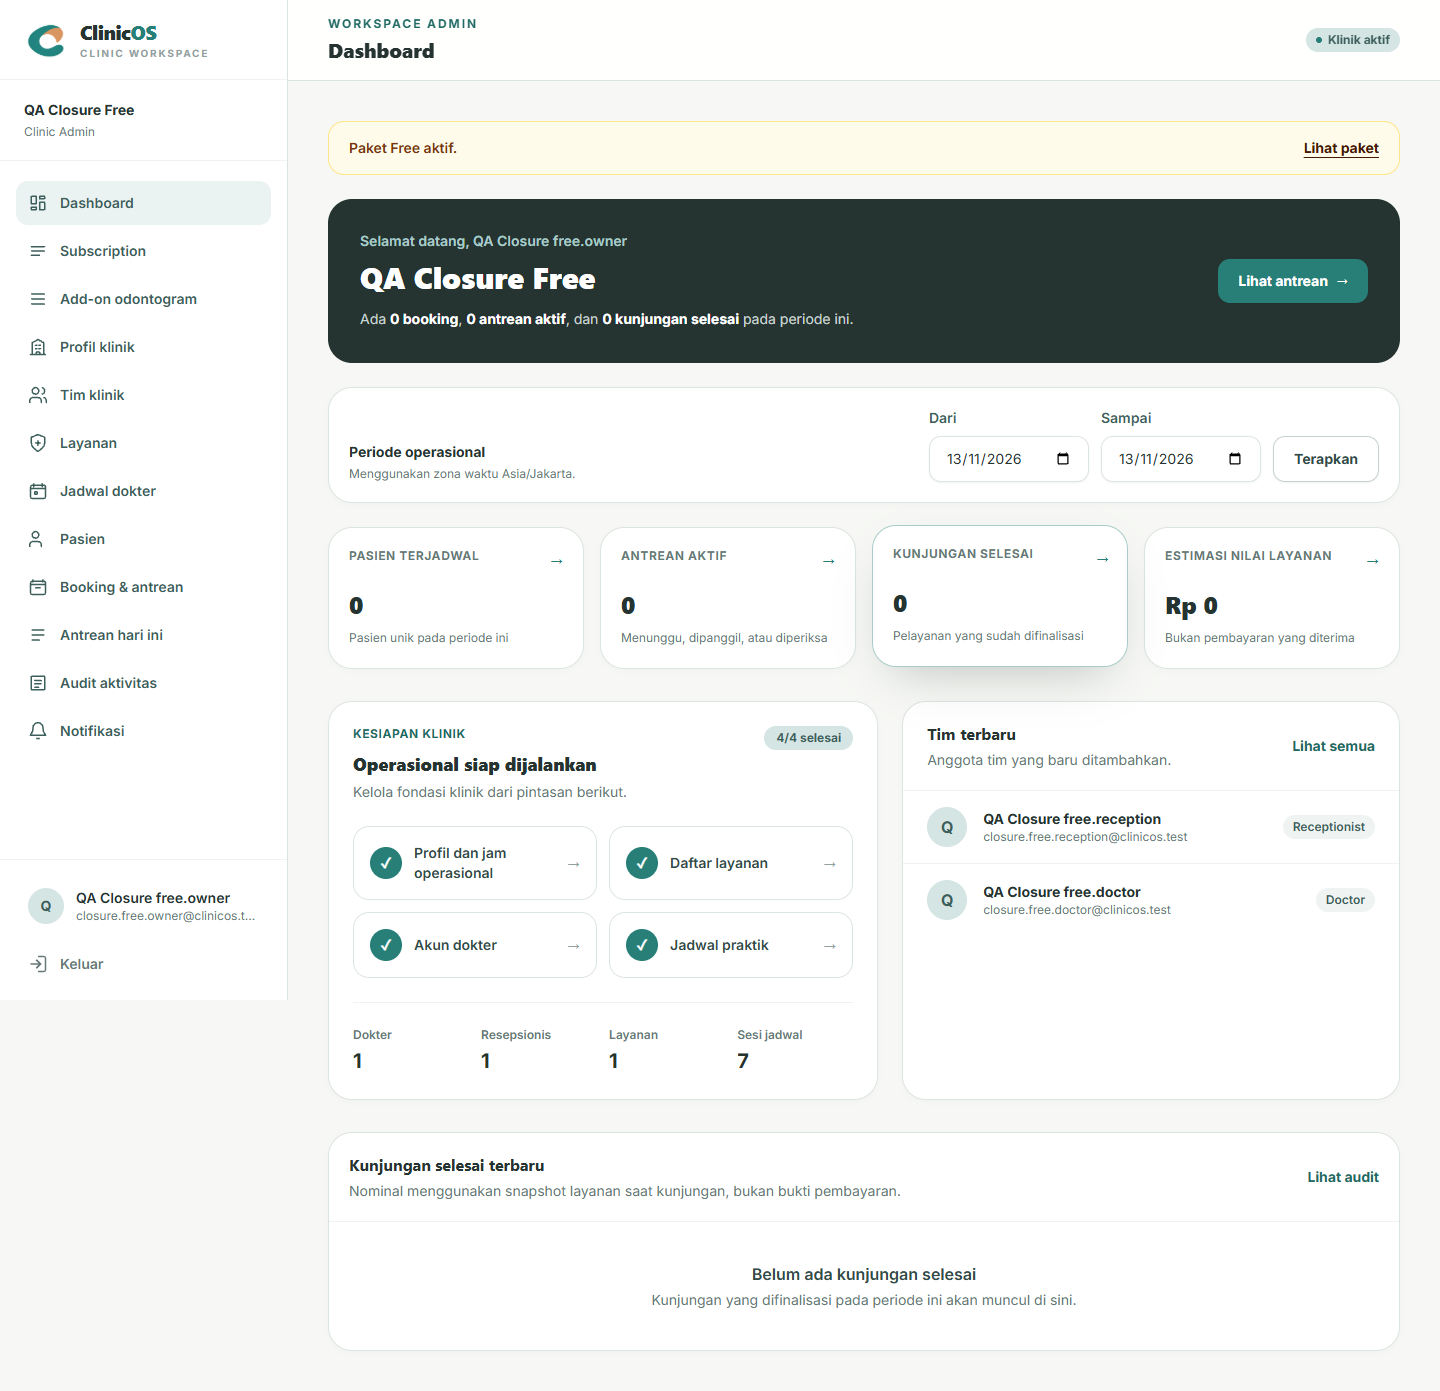 ClinicOS
CLINIC WORKSPACE
QA Closure Free
Clinic Admin
Dashboard
Subscription
Add-on odontogram
Profil klinik
Tim klinik
Layanan
Jadwal dokter
Pasien
Booking & antrean
Antrean hari ini
Audit aktivitas
Notifikasi
Q
QA Closure free.owner
closure.free.owner@clinicos.t...
Keluar
WORKSPACE ADMIN
Dashboard
Klinik aktif
Paket Free aktif.
Lihat paket
Selamat datang, QA Closure free.owner
QA Closure Free
Ada 0 booking, 0 antrean aktif, dan 0 kunjungan selesai pada periode ini.
Lihat antrean →
Periode operasional
Menggunakan zona waktu Asia/Jakarta.
Dari
13/11/2026
Sampai
13/11/2026
Terapkan
PASIEN TERJADWAL →
0
Pasien unik pada periode ini
ANTREAN AKTIF →
0
Menunggu, dipanggil, atau diperiksa
KUNJUNGAN SELESAI →
0
Pelayanan yang sudah difinalisasi
ESTIMASI NILAI LAYANAN →
Rp 0
Bukan pembayaran yang diterima
KESIAPAN KLINIK
4/4 selesai
Operasional siap dijalankan
Kelola fondasi klinik dari pintasan berikut.
✓ Profil dan jam
operasional →
✓ Daftar layanan →
✓ Akun dokter →
✓ Jadwal praktik →
Dokter
1
Resepsionis
1
Layanan
1
Sesi jadwal
7
Tim terbaru
Anggota tim yang baru ditambahkan.
Lihat semua
Q
QA Closure free.reception
closure.free.reception@clinicos.test
Receptionist
Q
QA Closure free.doctor
closure.free.doctor@clinicos.test
Doctor
Kunjungan selesai terbaru
Nominal menggunakan snapshot layanan saat kunjungan, bukan bukti pembayaran.
Lihat audit
Belum ada kunjungan selesai
Kunjungan yang difinalisasi pada periode ini akan muncul di sini.